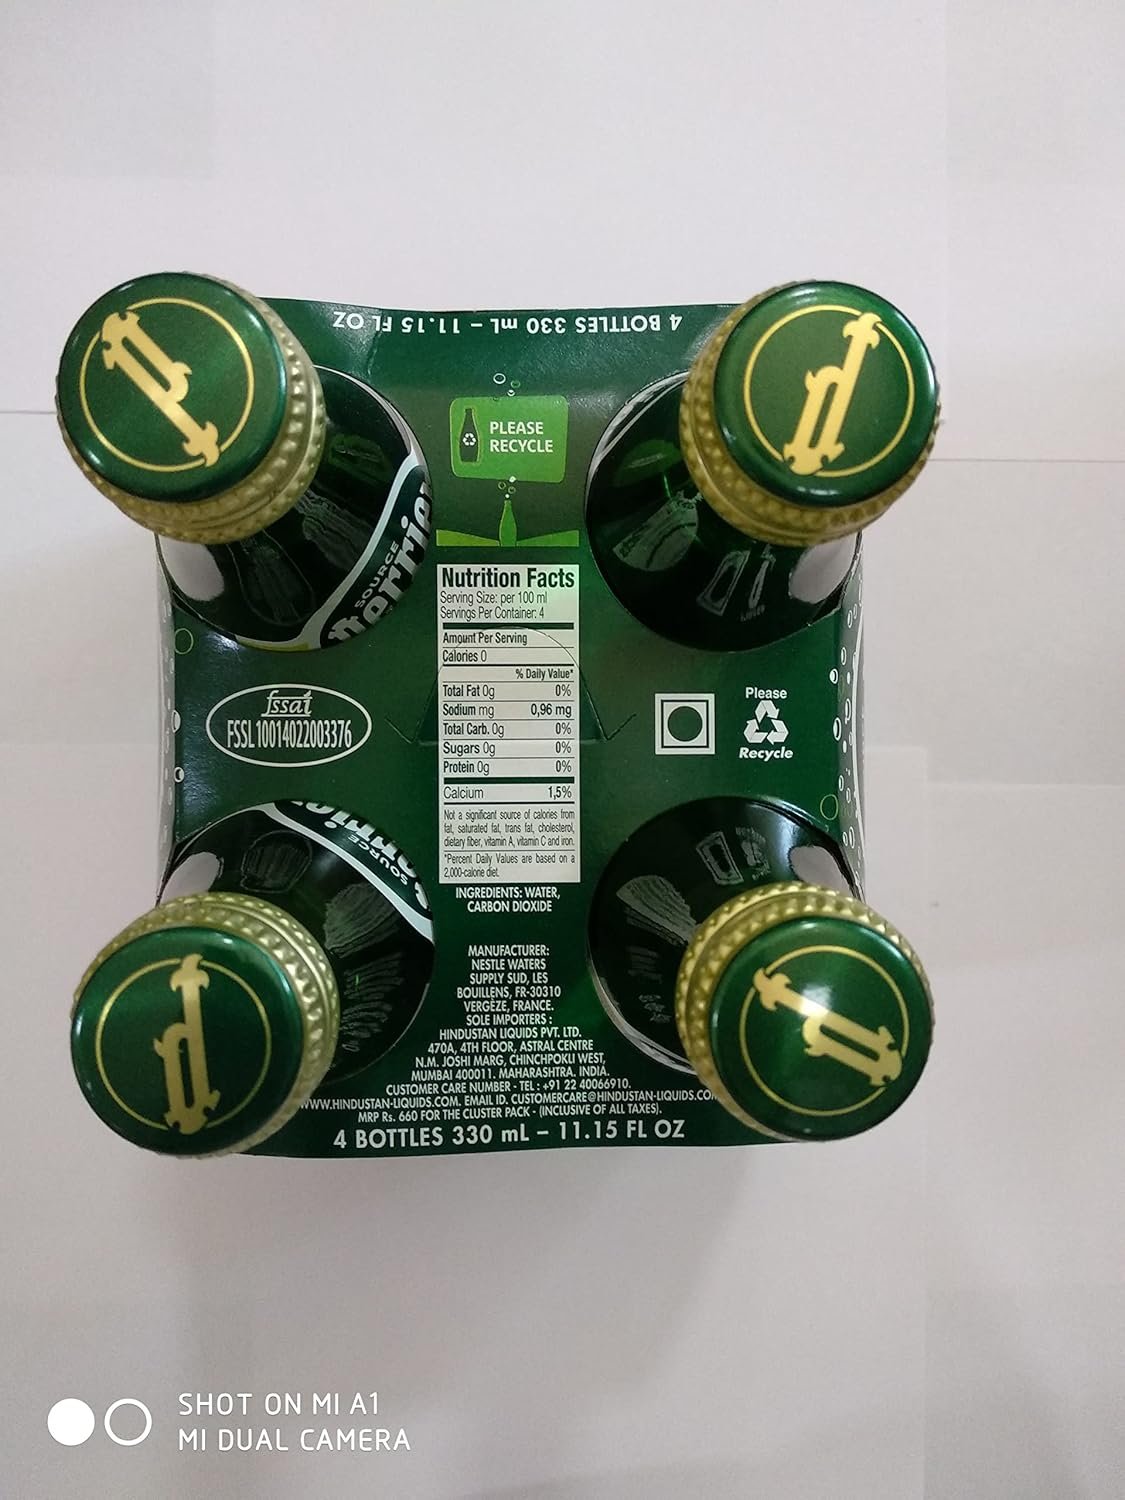 4 BOTTLES 330 mL – 11.15 FL OZ
PLEASE
RECYCLE
SOURCE
Perrier
Nutrition Facts
Serving Size: per 100 ml
Servings Per Container: 4
Amount Per Serving
Calories 0
% Daily Value*
Total Fat 0g 0%
Sodium mg 0,96 mg
Total Carb. 0g 0%
Sugars 0g 0%
Protein 0g 0%
Calcium 1,5%
Not a significant source of calories from
fat, saturated fat, trans fat, cholesterol,
dietary fiber, vitamin A, vitamin C and iron.
*Percent Daily Values are based on a
2,000-calorie diet.
fssai
FSSL10014022003376
Please
Recycle
SOURCE
INGREDIENTS: WATER,
CARBON DIOXIDE
MANUFACTURER:
NESTLE WATERS
SUPPLY SUD, LES
BOUILLENS, FR-30310
VERGÈZE, FRANCE.
SOLE IMPORTERS :
HINDUSTAN LIQUIDS PVT. LTD.
470A, 4TH FLOOR, ASTRAL CENTRE
N.M. JOSHI MARG, CHINCHPOKLI WEST,
MUMBAI 400011. MAHARASHTRA. INDIA.
CUSTOMER CARE NUMBER - TEL : +91 22 40066910.
WWW.HINDUSTAN-LIQUIDS.COM. EMAIL ID. CUSTOMERCARE@HINDUSTAN-LIQUIDS.COM
MRP Rs. 660 FOR THE CLUSTER PACK - (INCLUSIVE OF ALL TAXES).
4 BOTTLES 330 mL – 11.15 FL OZ
SHOT ON MI A1
MI DUAL CAMERA